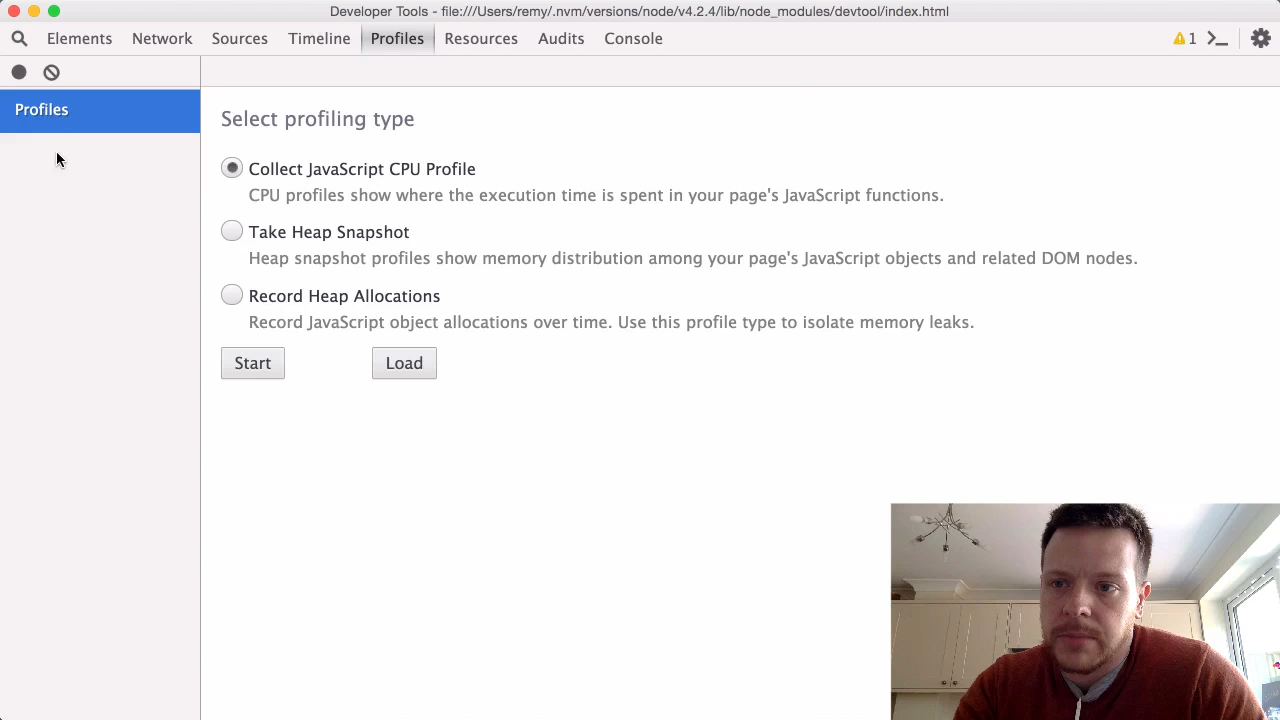 Developer Tools - file:///Users/remy/.nvm/versions/node/v4.2.4/lib/node_modules/devtool/index.html
Elements Network Sources Timeline Profiles Resources Audits Console 1
Profiles
Select profiling type
Collect JavaScript CPU Profile
CPU profiles show where the execution time is spent in your page's JavaScript functions.
Take Heap Snapshot
Heap snapshot profiles show memory distribution among your page's JavaScript objects and related DOM nodes.
Record Heap Allocations
Record JavaScript object allocations over time. Use this profile type to isolate memory leaks.
Start Load